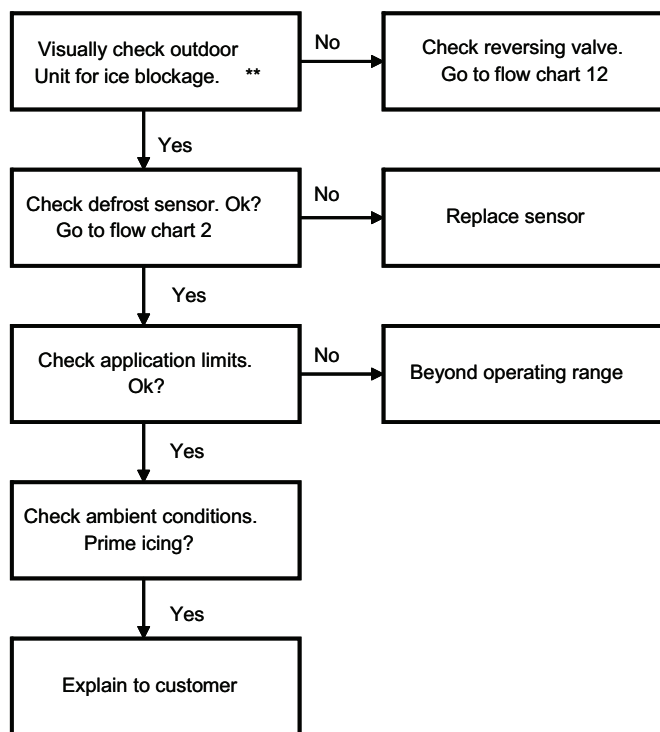 Visually check outdoor
Unit for ice blockage. **
No
Check reversing valve.
Go to flow chart 12
Yes
Check defrost sensor. Ok?
Go to flow chart 2
No
Replace sensor
Yes
Check application limits.
Ok?
No
Beyond operating range
Yes
Check ambient conditions.
Prime icing?
Yes
Explain to customer